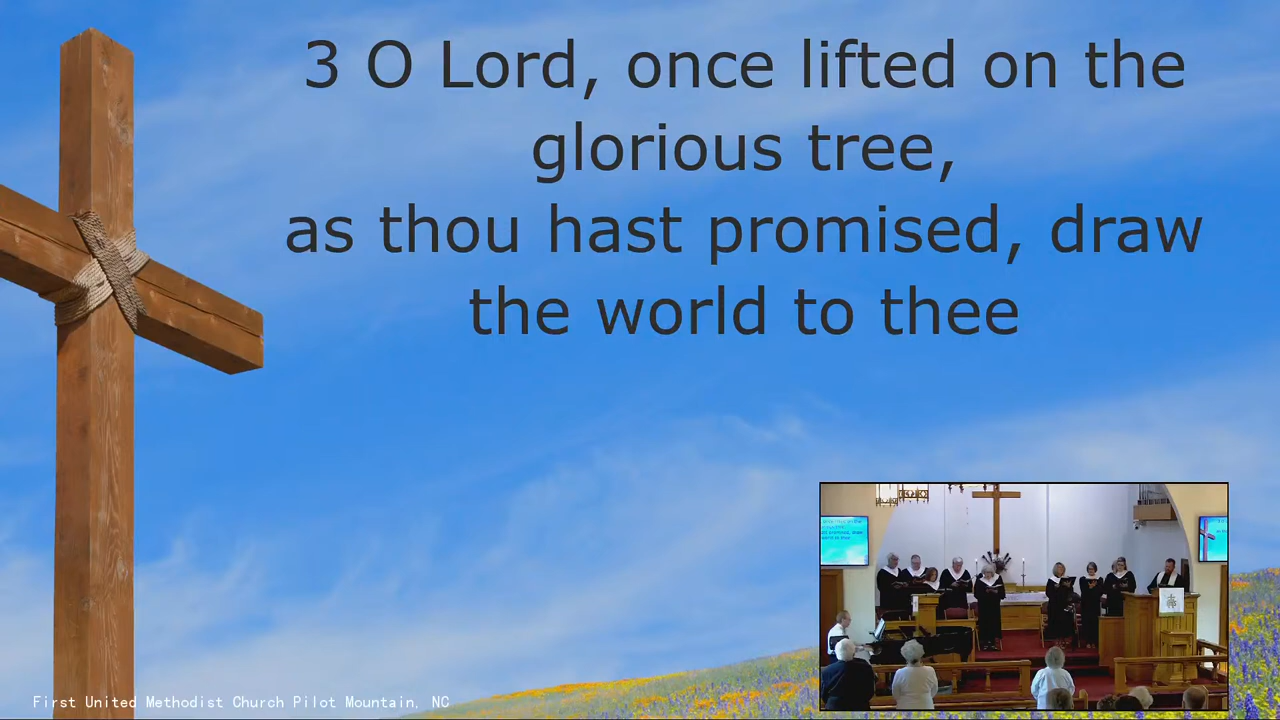 3 O Lord, once lifted on the
glorious tree,
as thou hast promised, draw
the world to thee
First United Methodist Church Pilot Mountain, NC